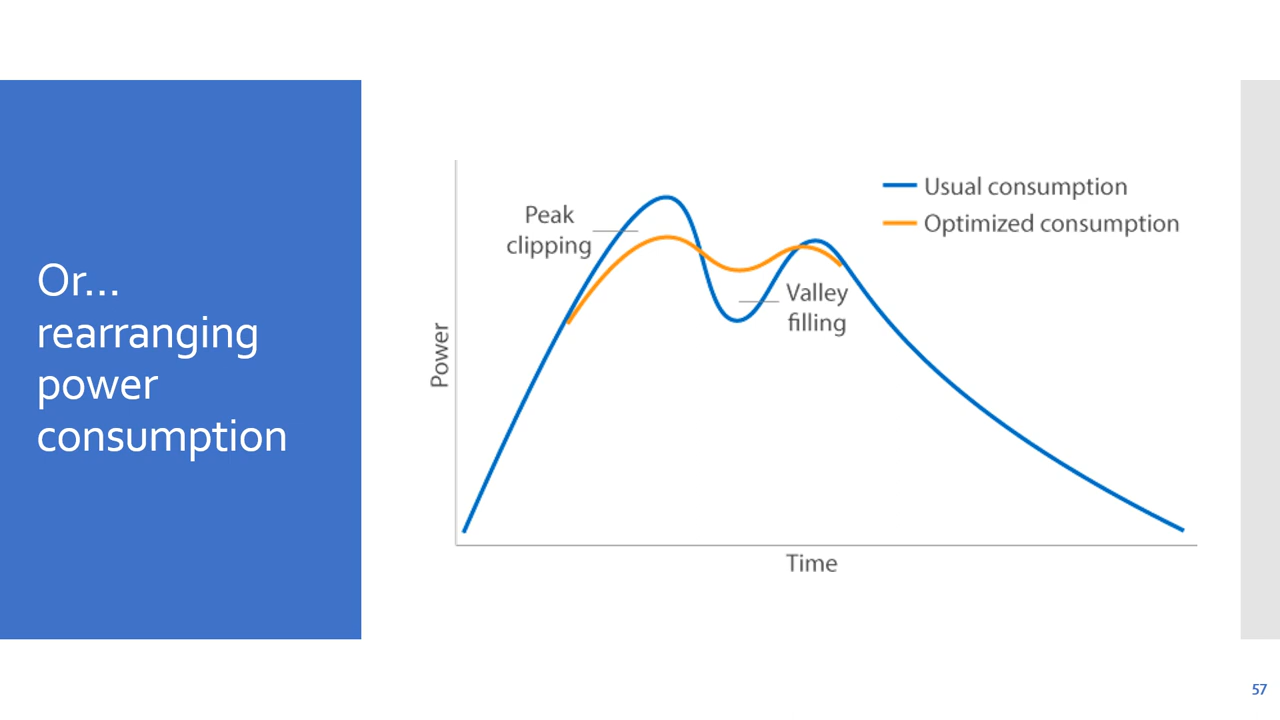 Or...
rearranging
power
consumption
Usual consumption
Optimized consumption
Peak
clipping
Valley
filling
Power
Time
57